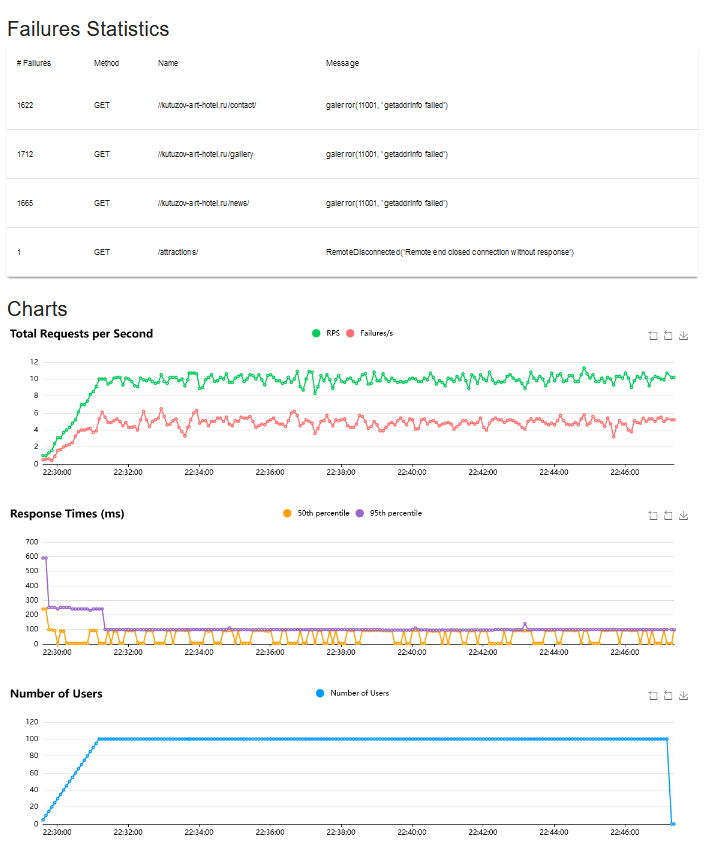 Failures Statistics
# Failures Method Name Message
1622 GET //kutuzov-art-hotel.ru/contact/ gaierror(11001, 'getaddrinfo failed')
1712 GET //kutuzov-art-hotel.ru/gallery gaierror(11001, 'getaddrinfo failed')
1665 GET //kutuzov-art-hotel.ru/news/ gaierror(11001, 'getaddrinfo failed')
1 GET /attractions/ RemoteDisconnected('Remote end closed connection without response')
Charts
Total Requests per Second
RPS Failures/s
12
10
8
6
4
2
0
22:30:00 22:32:00 22:34:00 22:36:00 22:38:00 22:40:00 22:42:00 22:44:00 22:46:00
Response Times (ms)
50th percentile 95th percentile
700
600
500
400
300
200
100
0
22:30:00 22:32:00 22:34:00 22:36:00 22:38:00 22:40:00 22:42:00 22:44:00 22:46:00
Number of Users
Number of Users
120
100
80
60
40
20
0
22:30:00 22:32:00 22:34:00 22:36:00 22:38:00 22:40:00 22:42:00 22:44:00 22:46:00